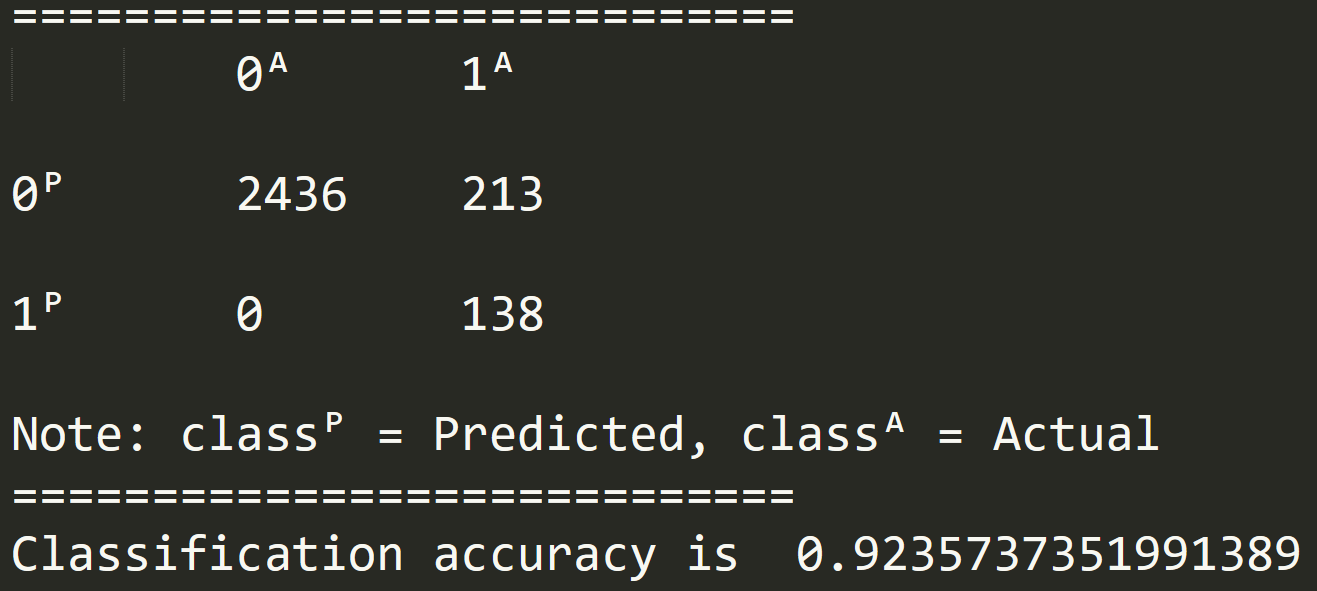 ============================
0ᴬ 1ᴬ
0ᴾ 2436 213
1ᴾ 0 138
Note: classᴾ = Predicted, classᴬ = Actual
============================
Classification accuracy is  0.9235737351991389